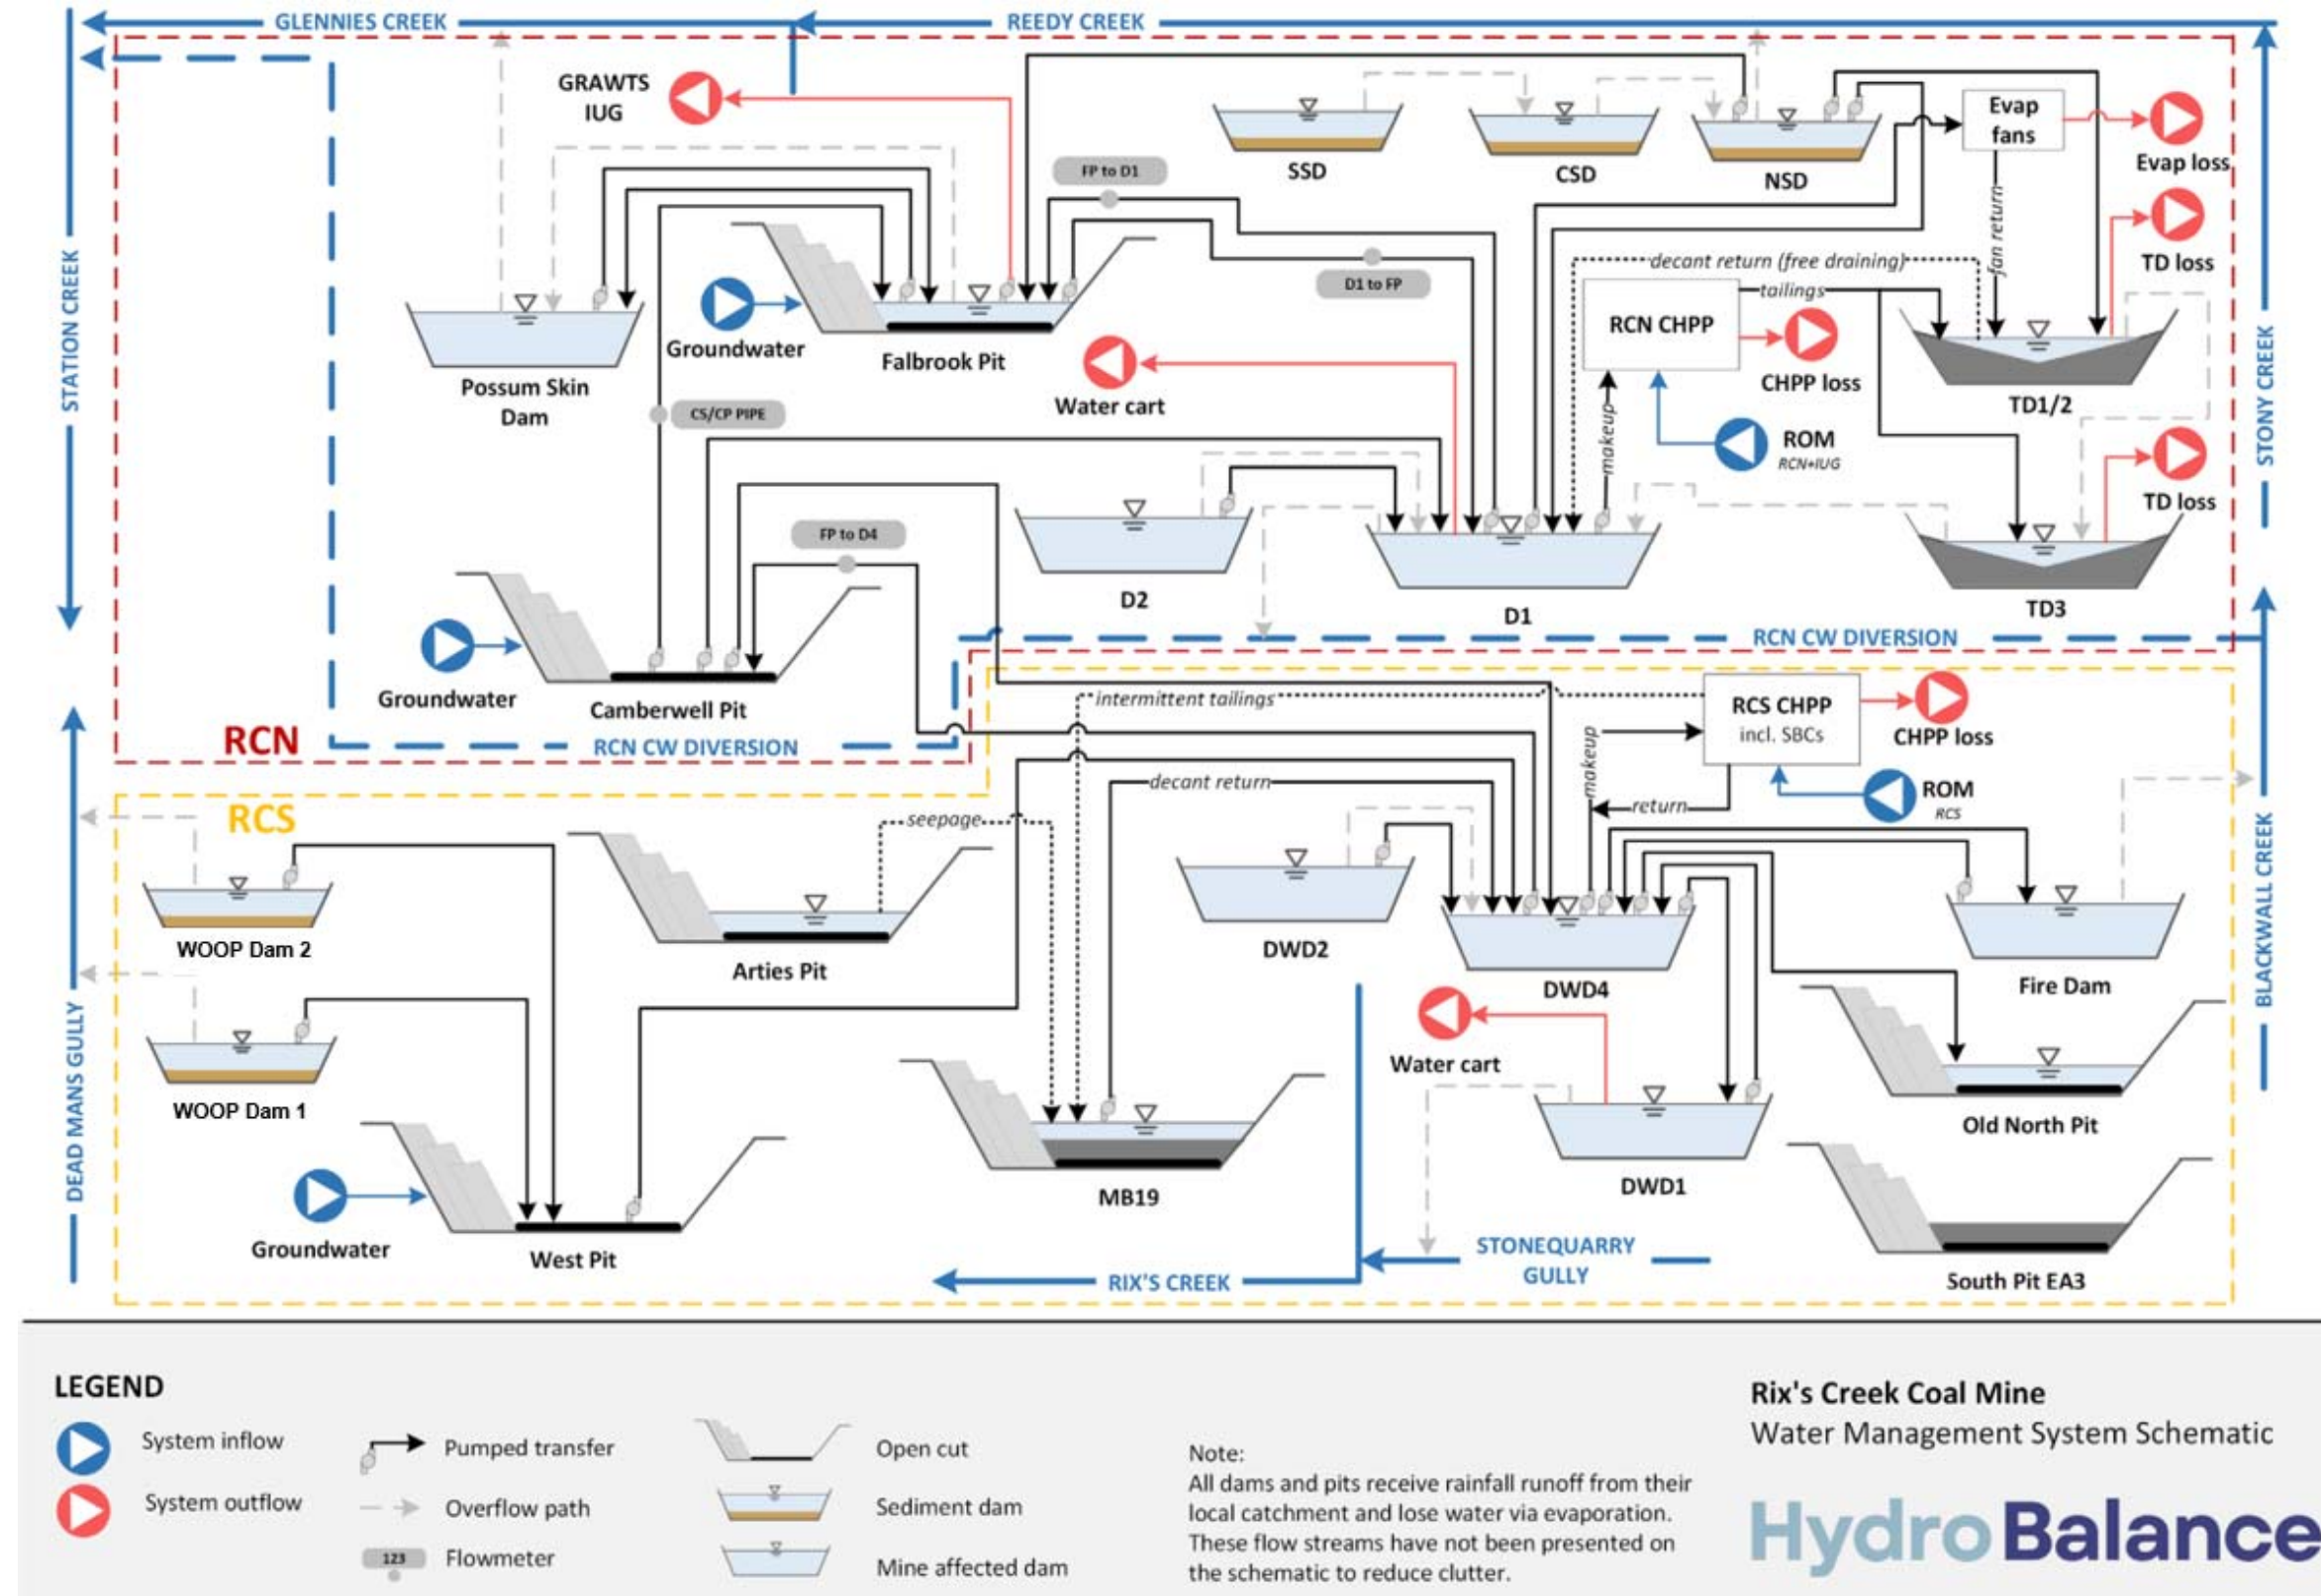 GLENNIES CREEK
REEDY CREEK
GRAWTS
IUG
FP to D1
SSD
CSD
NSD
Evap
fans
Evap loss
fan return
TD loss
STATION CREEK
Groundwater
Falbrook Pit
D1 to FP
decant return (free draining)
tailings
RCN CHPP
CHPP loss
TD1/2
STONY CREEK
Possum Skin
Dam
CS/CP PIPE
Water cart
makeup
ROM
RCN+IUG
TD loss
FP to D4
D2
D1
TD3
RCN CW DIVERSION
Groundwater
Camberwell Pit
RCN
RCN CW DIVERSION
intermittent tailings
RCS CHPP
incl. SBCs
CHPP loss
makeup
return
ROM
RCS
decant return
RCS
seepage
WOOP Dam 2
Arties Pit
DWD2
DWD4
Fire Dam
BLACKWALL CREEK
DEAD MANS GULLY
WOOP Dam 1
Water cart
Old North Pit
MB19
DWD1
Groundwater
West Pit
RIX'S CREEK
STONEQUARRY
GULLY
South Pit EA3
LEGEND
System inflow
System outflow
Pumped transfer
Overflow path
123
Flowmeter
Open cut
Sediment dam
Mine affected dam
Note:
All dams and pits receive rainfall runoff from their
local catchment and lose water via evaporation.
These flow streams have not been presented on
the schematic to reduce clutter.
Rix's Creek Coal Mine
Water Management System Schematic
HydroBalance